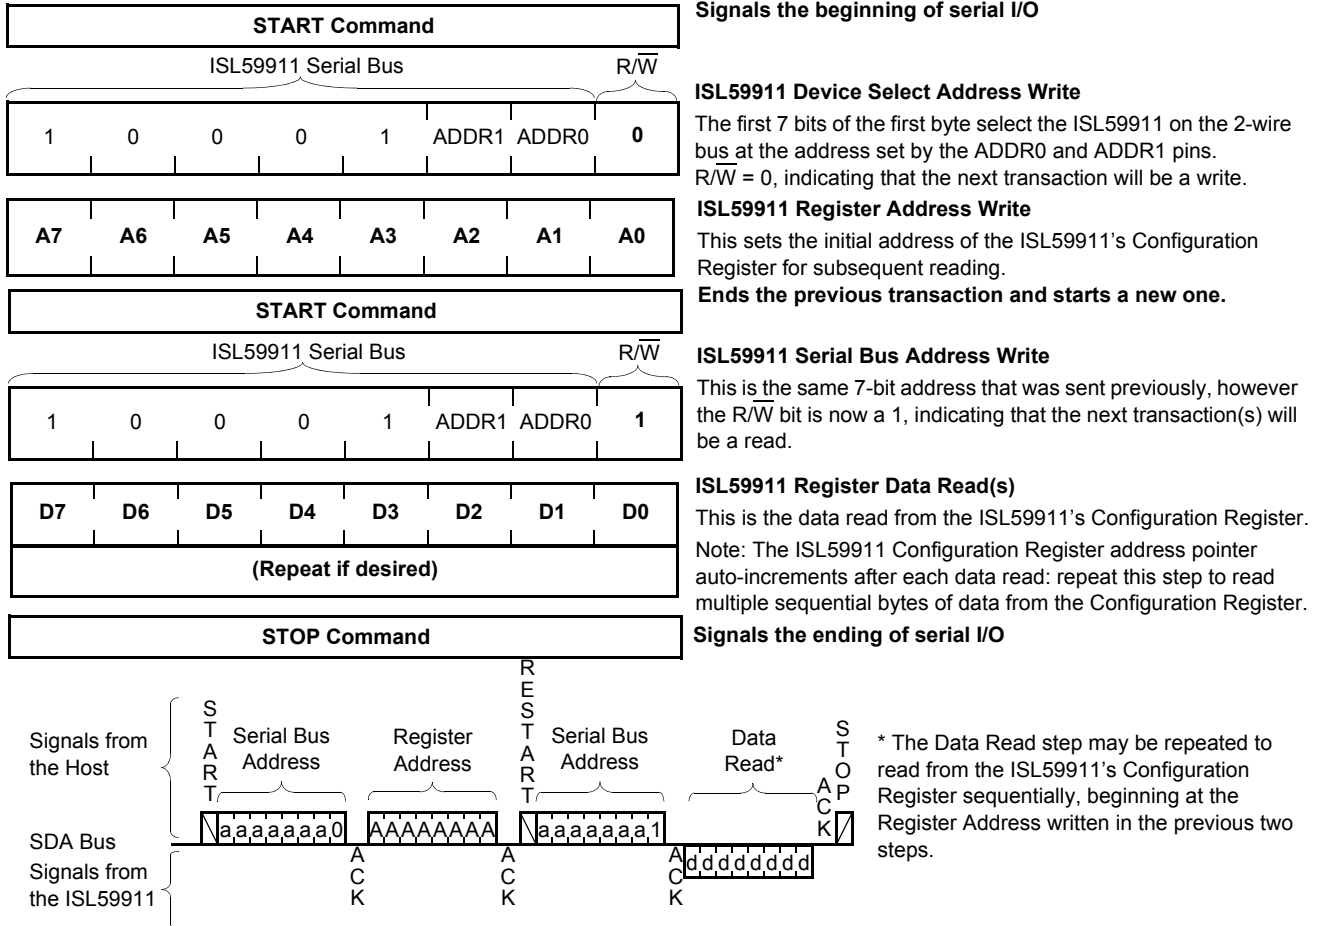 START Command
Signals the beginning of serial I/O
ISL59911 Serial Bus R/W
1 0 0 0 1 ADDR1 ADDR0 0
ISL59911 Device Select Address Write
The first 7 bits of the first byte select the ISL59911 on the 2-wire
bus at the address set by the ADDR0 and ADDR1 pins.
R/W = 0, indicating that the next transaction will be a write.
A7 A6 A5 A4 A3 A2 A1 A0
ISL59911 Register Address Write
This sets the initial address of the ISL59911's Configuration
Register for subsequent reading.
START Command
Ends the previous transaction and starts a new one.
ISL59911 Serial Bus R/W
1 0 0 0 1 ADDR1 ADDR0 1
ISL59911 Serial Bus Address Write
This is the same 7-bit address that was sent previously, however
the R/W bit is now a 1, indicating that the next transaction(s) will
be a read.
D7 D6 D5 D4 D3 D2 D1 D0
(Repeat if desired)
ISL59911 Register Data Read(s)
This is the data read from the ISL59911's Configuration Register.
Note: The ISL59911 Configuration Register address pointer
auto-increments after each data read: repeat this step to read
multiple sequential bytes of data from the Configuration Register.
STOP Command
Signals the ending of serial I/O
Signals from
the Host
START
Serial Bus
Address
Register
Address
RESTART
Serial Bus
Address
Data
Read*
ACK
STOP
aaaaaaa0
AAAAAAAA
aaaaaaa1
SDA Bus
Signals from
the ISL59911
ACK
ACK
ACK
dddddddd
* The Data Read step may be repeated to
read from the ISL59911's Configuration
Register sequentially, beginning at the
Register Address written in the previous two
steps.